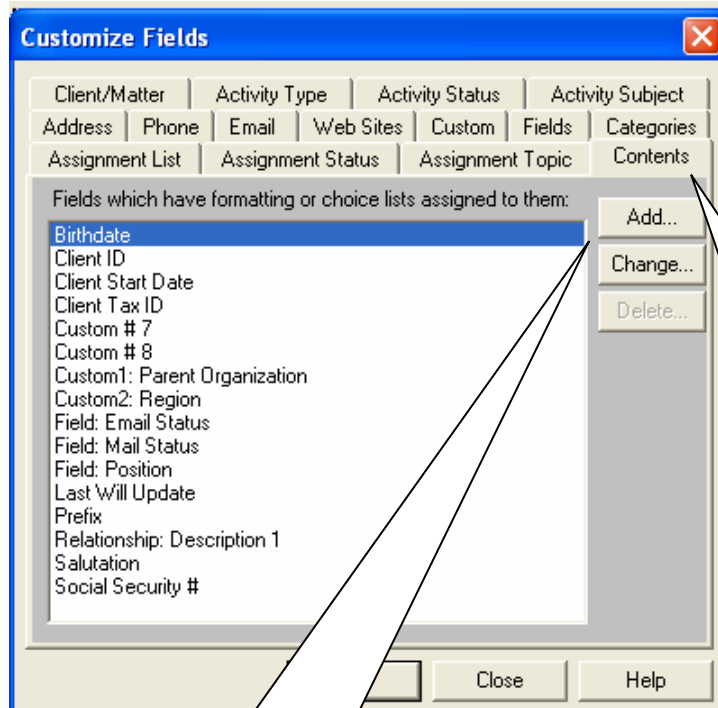 Customize Fields
Client/Matter Activity Type Activity Status Activity Subject
Address Phone Email Web Sites Custom Fields Categories
Assignment List Assignment Status Assignment Topic Contents
Fields which have formatting or choice lists assigned to them:
Add...
Change...
Delete...
Birthdate
Client ID
Client Start Date
Client Tax ID
Custom # 7
Custom # 8
Custom1: Parent Organization
Custom2: Region
Field: Email Status
Field: Mail Status
Field: Position
Last Will Update
Prefix
Relationship: Description 1
Salutation
Social Security #
Close Help